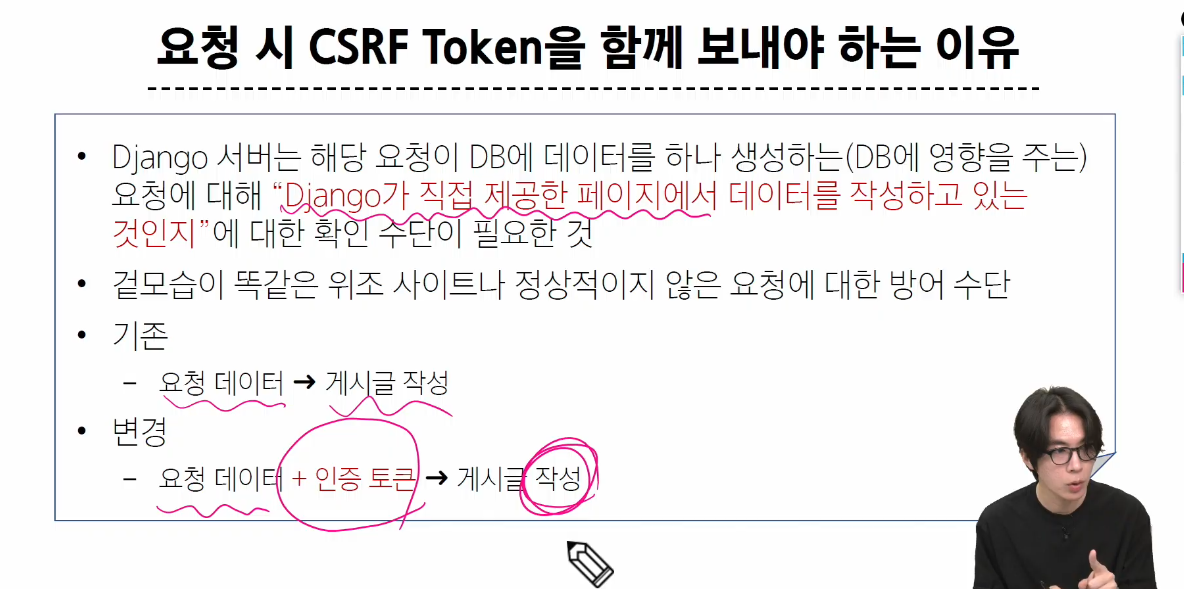 요청 시 CSRF Token을 함께 보내야 하는 이유
• Django 서버는 해당 요청이 DB에 데이터를 하나 생성하는(DB에 영향을 주는)
요청에 대해 “Django가 직접 제공한 페이지에서 데이터를 작성하고 있는
것인지”에 대한 확인 수단이 필요한 것
• 겉모습이 똑같은 위조 사이트나 정상적이지 않은 요청에 대한 방어 수단
• 기존
– 요청 데이터 → 게시글 작성
• 변경
– 요청 데이터 + 인증 토큰 → 게시글 작성